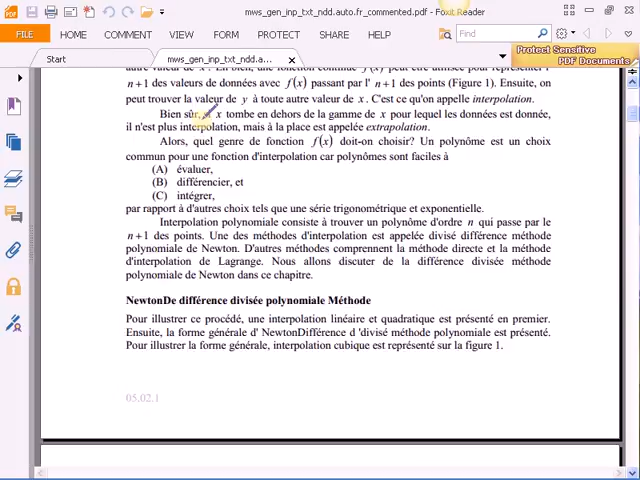 mws_gen_inp_txt_ndd.auto.fr_commented.pdf - Foxit Reader
FILE HOME COMMENT VIEW PROTECT SHARE HELP Find
Start mws_gen_inp_txt_ndd.a... Protect Sensitive
PDF Documents
n+1 des valeurs de données avec f(x) passant par l' n+1 des points (Figure 1). Ensuite, on
peut trouver la valeur de y à toute autre valeur de x. C'est ce qu'on appelle interpolation.
Bien sûr, x tombe en dehors de la gamme de x pour lequel les données est donnée,
il n'est plus interpolation, mais à la place est appelée extrapolation.
Alors, quel genre de fonction f(x) doit-on choisir? Un polynôme est un choix
commun pour une fonction d'interpolation car polynômes sont faciles à
(A) évaluer,
(B) différencier, et
(C) intégrer,
par rapport à d'autres choix tels que une série trigonométrique et exponentielle.
Interpolation polynomiale consiste à trouver un polynôme d'ordre n qui passe par le
n+1 des points. Une des méthodes d'interpolation est appelée divisé différence méthode
polynomiale de Newton. D'autres méthodes comprennent la méthode directe et la méthode
d'interpolation de Lagrange. Nous allons discuter de la différence divisée méthode
polynomiale de Newton dans ce chapitre.
NewtonDe différence divisée polynomiale Méthode
Pour illustrer ce procédé, une interpolation linéaire et quadratique est présenté en premier.
Ensuite, la forme générale d' NewtonDifférence d 'divisé méthode polynomiale est présenté.
Pour illustrer la forme générale, interpolation cubique est représenté sur la figure 1.
05.02.1